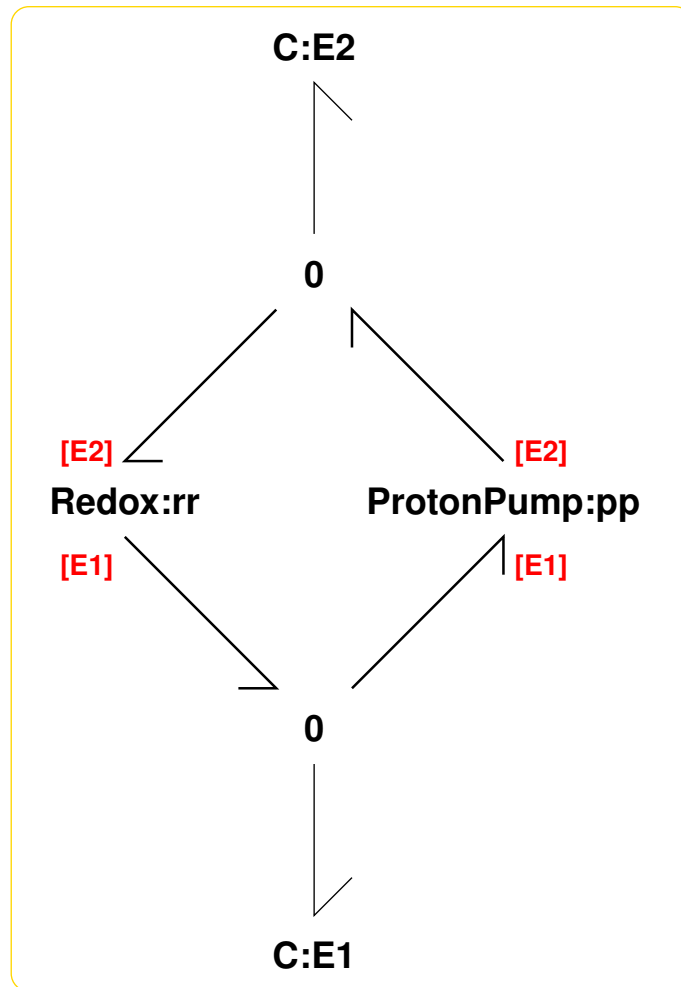 C:E2
0
[E2] [E2]
Redox:rr ProtonPump:pp
[E1] [E1]
0
C:E1